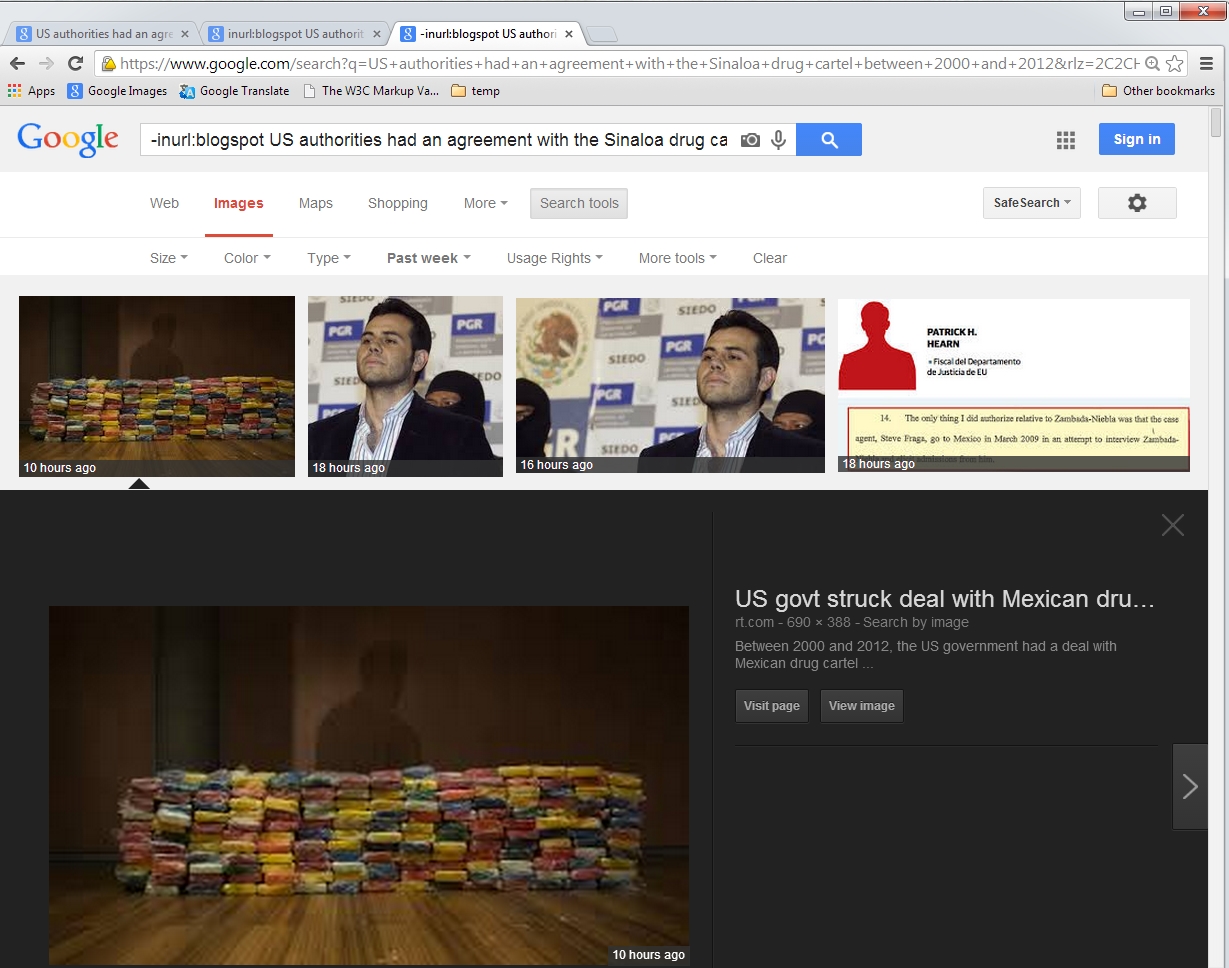 US authorities had an agre
inurl:blogspot US authorit
-inurl:blogspot US authori
https://www.google.com/search?q=US+authorities+had+an+agreement+with+the+Sinaloa+drug+cartel+between+2000+and+2012&rlz=2C2CH
Apps
Google Images
Google Translate
The W3C Markup Va...
temp
Other bookmarks
Google
-inurl:blogspot US authorities had an agreement with the Sinaloa drug ca
Sign in
Web
Images
Maps
Shopping
More
Search tools
SafeSearch
Size
Color
Type
Past week
Usage Rights
More tools
Clear
10 hours ago
SIEDO
PGR
PGR
SIEDO
18 hours ago
PGR
SIEDO
SIEDO
PGR
PGR
16 hours ago
PATRICK H.
HEARN
• Fiscal del Departamento
de Justicia de EU
14. The only thing I did authorize relative to Zambada-Niebla was that the case
agent, Steve Fraga, go to Mexico in March 2009 in an attempt to interview Zambada-
18 hours ago
US govt struck deal with Mexican dru...
rt.com - 690 × 388 - Search by image
Between 2000 and 2012, the US government had a deal with
Mexican drug cartel ...
Visit page
View image
10 hours ago